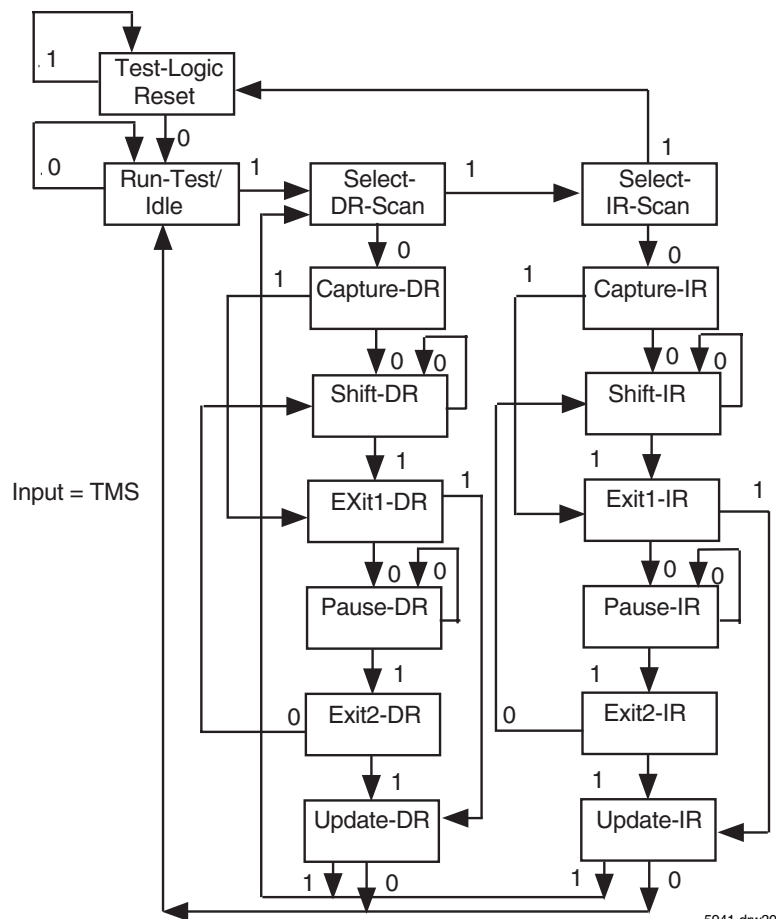 1
Test-Logic
Reset
0
1
0
Run-Test/
Idle
1
Select-
DR-Scan
1
Select-
IR-Scan
0
0
1
Capture-DR
1
Capture-IR
0
0
0
0
Shift-DR
Shift-IR
1
1
Input = TMS
EXit1-DR
1
Exit1-IR
1
0
0
0
0
Pause-DR
Pause-IR
1
1
0
Exit2-DR
0
Exit2-IR
1
1
Update-DR
Update-IR
1
0
1
0